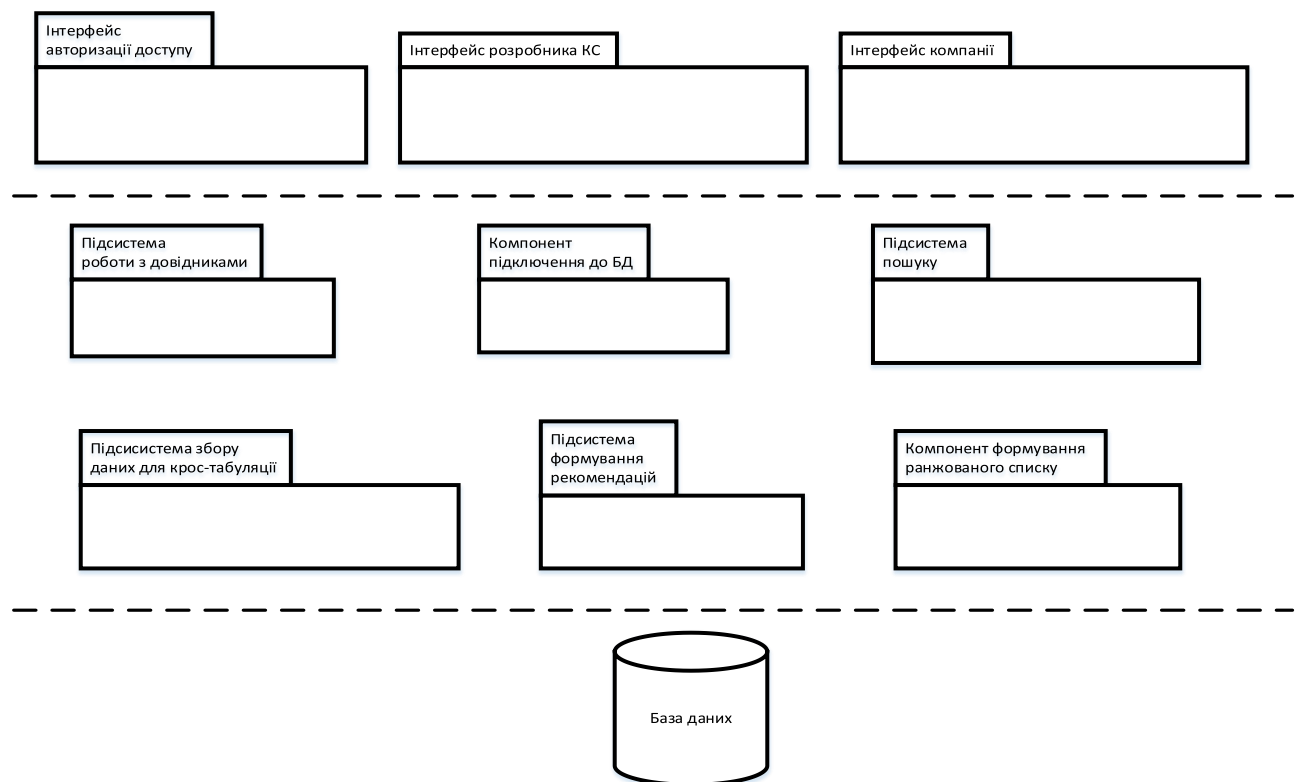 Інтерфейс
авторизації доступу
Інтерфейс розробника КС
Інтерфейс компанії
Підсистема
роботи з довідниками
Компонент
підключення до БД
Підсистема
пошуку
Підсисистема збору
даних для крос-табуляції
Підсистема
формування
рекомендацій
Компонент формування
ранжованого списку
База даних